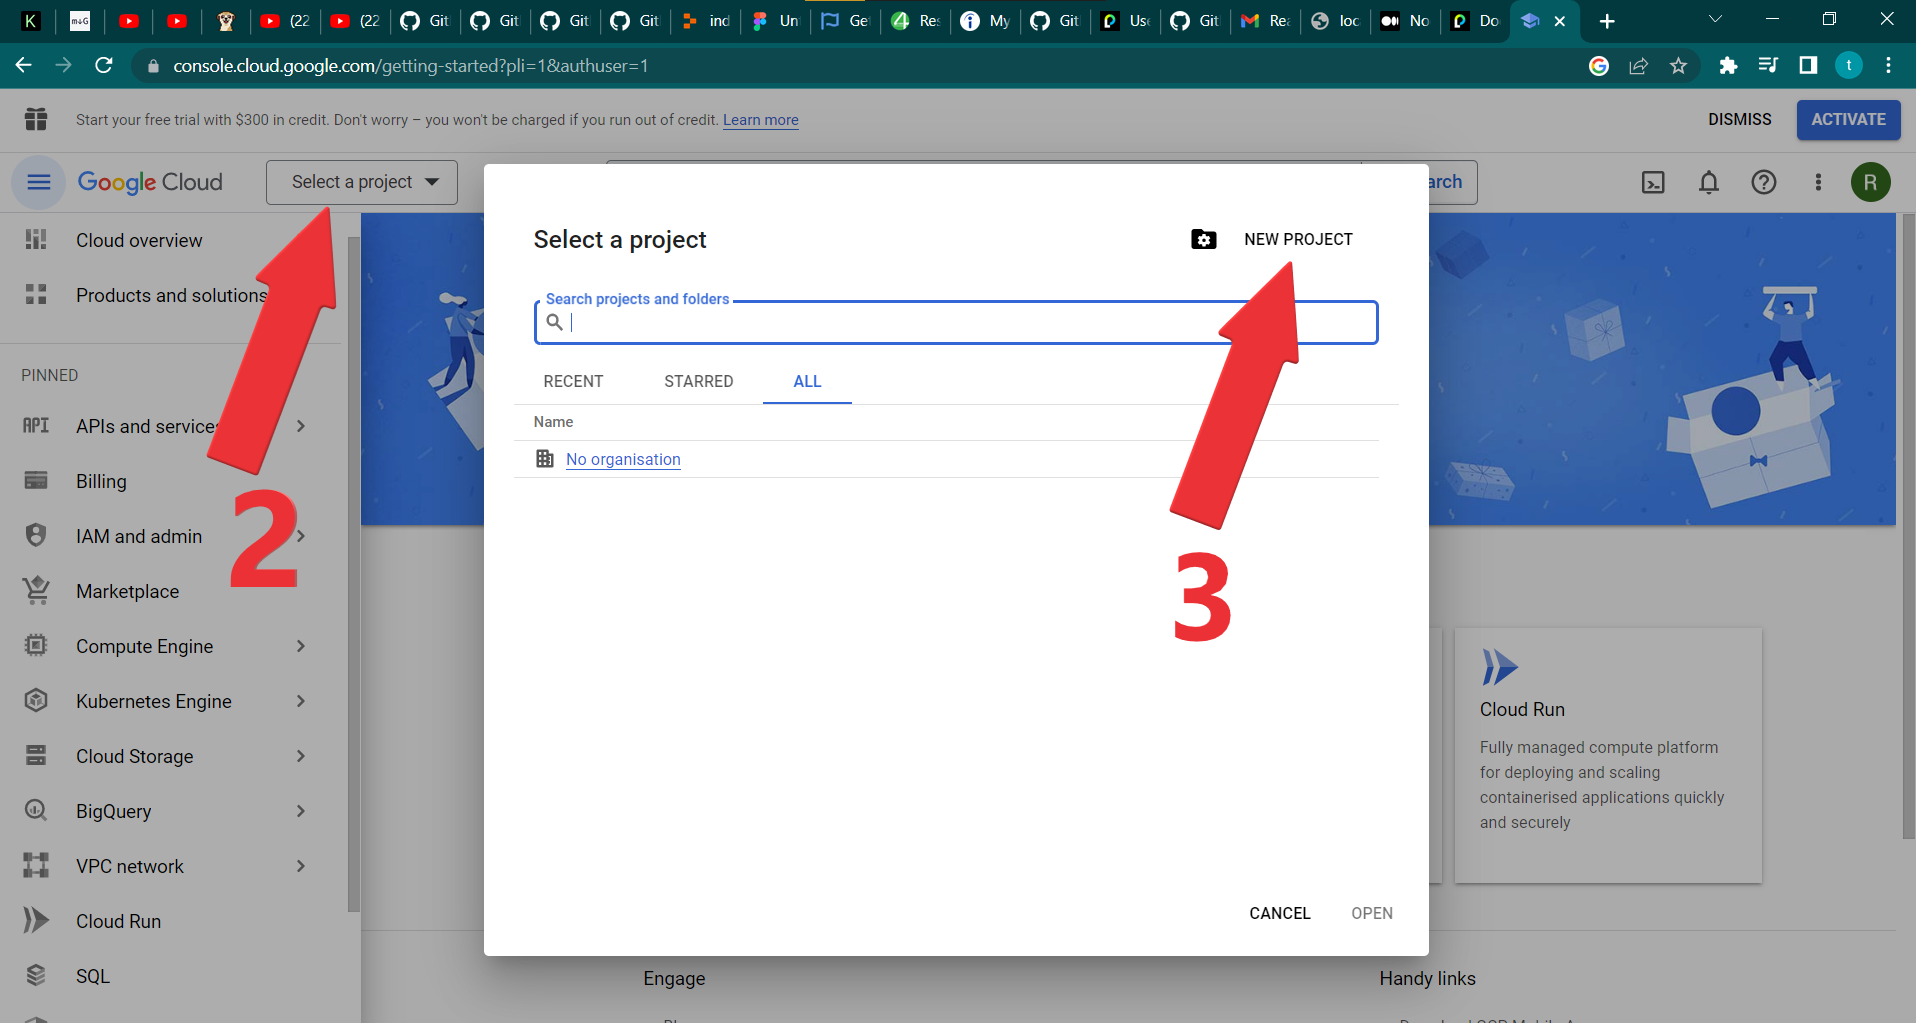 K
m↓G
(22
(22
Git
Git
Git
Git
ind
Un
Get
Res
My
Git
Use
Git
Rea
loc
No
Do
console.cloud.google.com/getting-started?pli=1&authuser=1
t
Start your free trial with $300 in credit. Don't worry – you won't be charged if you run out of credit. Learn more
DISMISS
ACTIVATE
Google Cloud
Select a project
arch
R
Cloud overview
Products and solutions
PINNED
API
APIs and services
Billing
IAM and admin
Marketplace
Compute Engine
Kubernetes Engine
Cloud Storage
BigQuery
VPC network
Cloud Run
SQL
2
Select a project
NEW PROJECT
Search projects and folders
RECENT
STARRED
ALL
Name
No organisation
3
CANCEL
OPEN
Cloud Run
Fully managed compute platform
for deploying and scaling
containerised applications quickly
and securely
Engage
Handy links